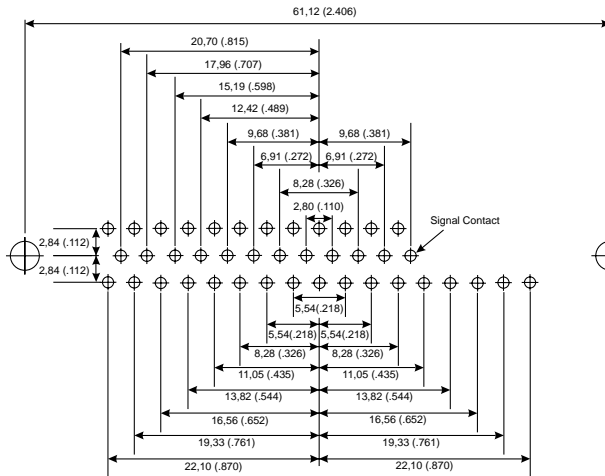 61,12 (2.406)
20,70 (.815)
17,96 (.707)
15,19 (.598)
12,42 (.489)
9,68 (.381) 9,68 (.381)
6,91 (.272) 6,91 (.272)
8,28 (.326)
2,80 (.110)
Signal Contact
2,84 (.112)
2,84 (.112)
5,54(.218)
5,54(.218) 5,54(.218)
8,28 (.326) 8,28 (.326)
11,05 (.435) 11,05 (.435)
13,82 (.544) 13,82 (.544)
16,56 (.652) 16,56 (.652)
19,33 (.761) 19,33 (.761)
22,10 (.870) 22,10 (.870)